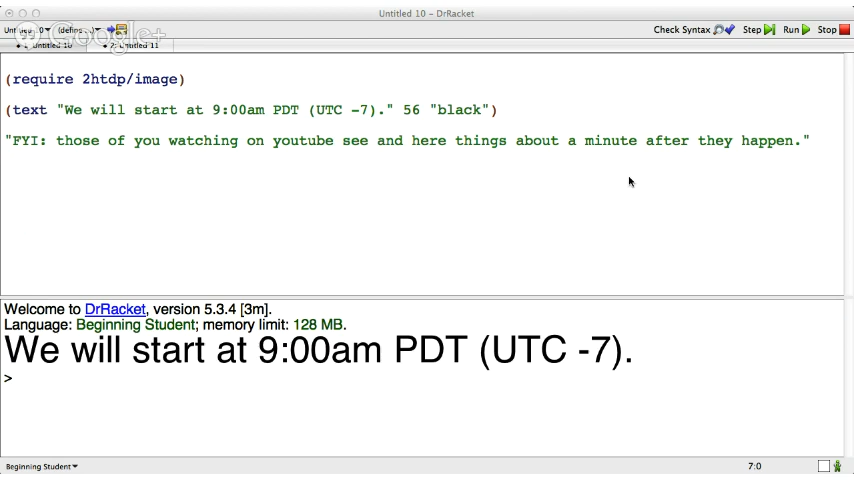 Untitled 10 – DrRacket
(define...)
Google+
Check Syntax Step Run Stop
2: Untitled 11
(require 2htdp/image)
(text "We will start at 9:00am PDT (UTC -7)." 56 "black")
"FYI: those of you watching on youtube see and here things about a minute after they happen."
Welcome to DrRacket, version 5.3.4 [3m].
Language: Beginning Student; memory limit: 128 MB.
We will start at 9:00am PDT (UTC -7).
>
Beginning Student 7:0